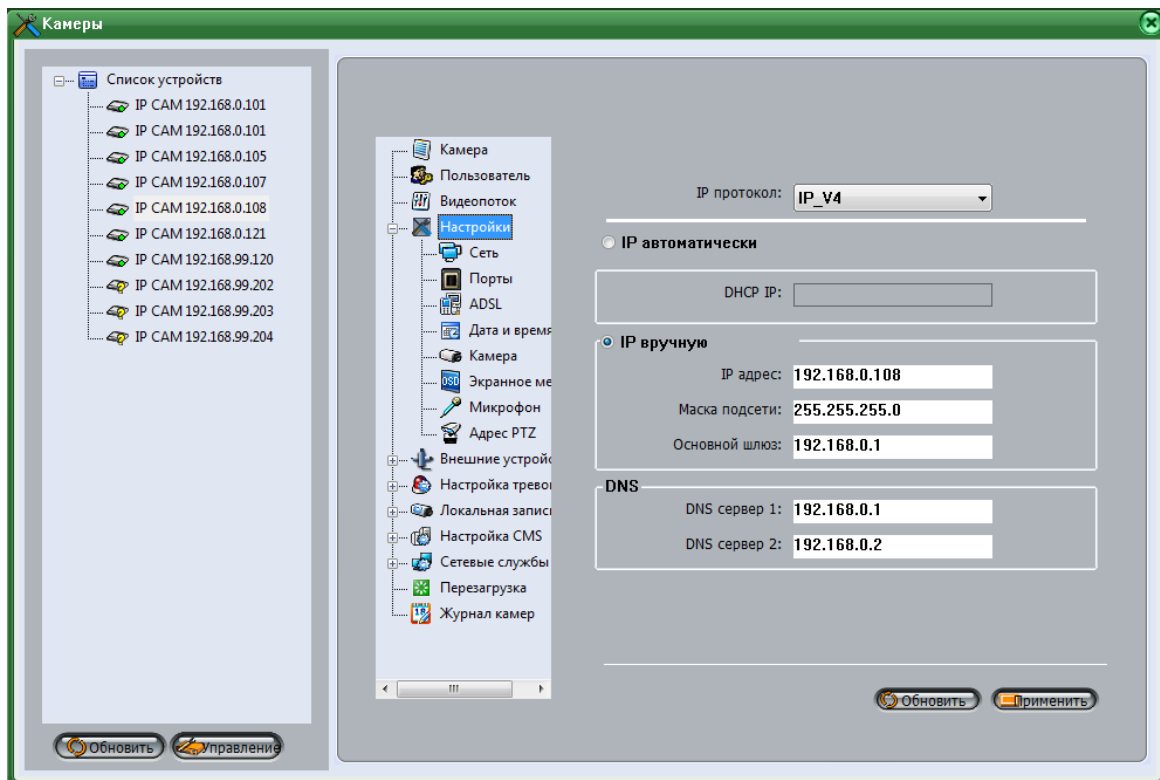 Камеры
Список устройств
IP CAM 192.168.0.101
IP CAM 192.168.0.101
IP CAM 192.168.0.105
IP CAM 192.168.0.107
IP CAM 192.168.0.108
IP CAM 192.168.0.121
IP CAM 192.168.99.120
IP CAM 192.168.99.202
IP CAM 192.168.99.203
IP CAM 192.168.99.204
Обновить
Управление
Камера
Пользователь
Видеопоток
Настройки
Сеть
Порты
ADSL
Дата и время
Камера
OSD
Экранное ме
Микрофон
Адрес PTZ
Внешние устройс
Настройка тревог
Локальная запись
Настройка CMS
Сетевые службы
Перезагрузка
18
Журнал камер
IP протокол: IP_V4
IP автоматически
DHCP IP:
IP вручную
IP адрес: 192.168.0.108
Маска подсети: 255.255.255.0
Основной шлюз: 192.168.0.1
DNS
DNS сервер 1: 192.168.0.1
DNS сервер 2: 192.168.0.2
Обновить
Применить